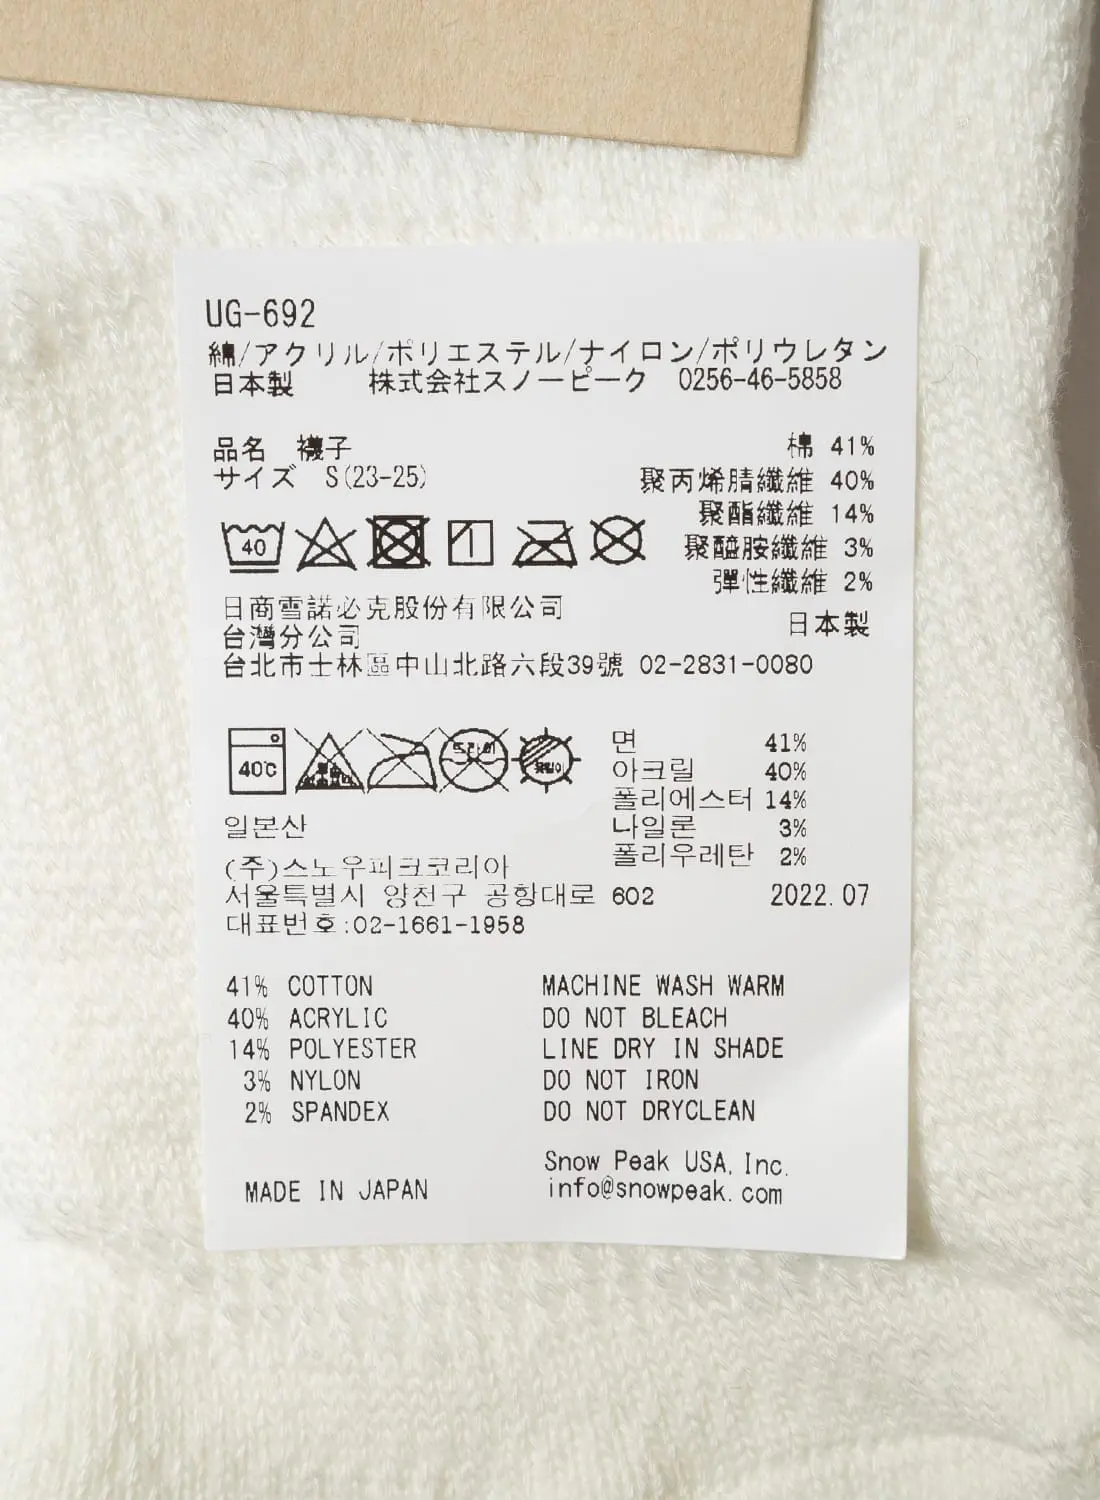 UG-692
綿/アクリル/ポリエステル/ナイロン/ポリウレタン
日本製 株式会社スノーピーク 0256-46-5858
品名 襪子
サイズ S(23-25)
棉 41%
聚丙烯腈纖維 40%
聚酯纖維 14%
聚醯胺纖維 3%
彈性纖維 2%
日本製
40
日商雪諾必克股份有限公司
台灣分公司
台北市士林區中山北路六段39號 02-2831-0080
40℃
드라이
면 41%
아크릴 40%
폴리에스터 14%
나일론 3%
폴리우레탄 2%
일본산
(주)스노우피크코리아
서울특별시 양천구 공항대로 602
2022.07
대표번호:02-1661-1958
41% COTTON
40% ACRYLIC
14% POLYESTER
3% NYLON
2% SPANDEX
MACHINE WASH WARM
DO NOT BLEACH
LINE DRY IN SHADE
DO NOT IRON
DO NOT DRYCLEAN
MADE IN JAPAN
Snow Peak USA, Inc.
info@snowpeak.com